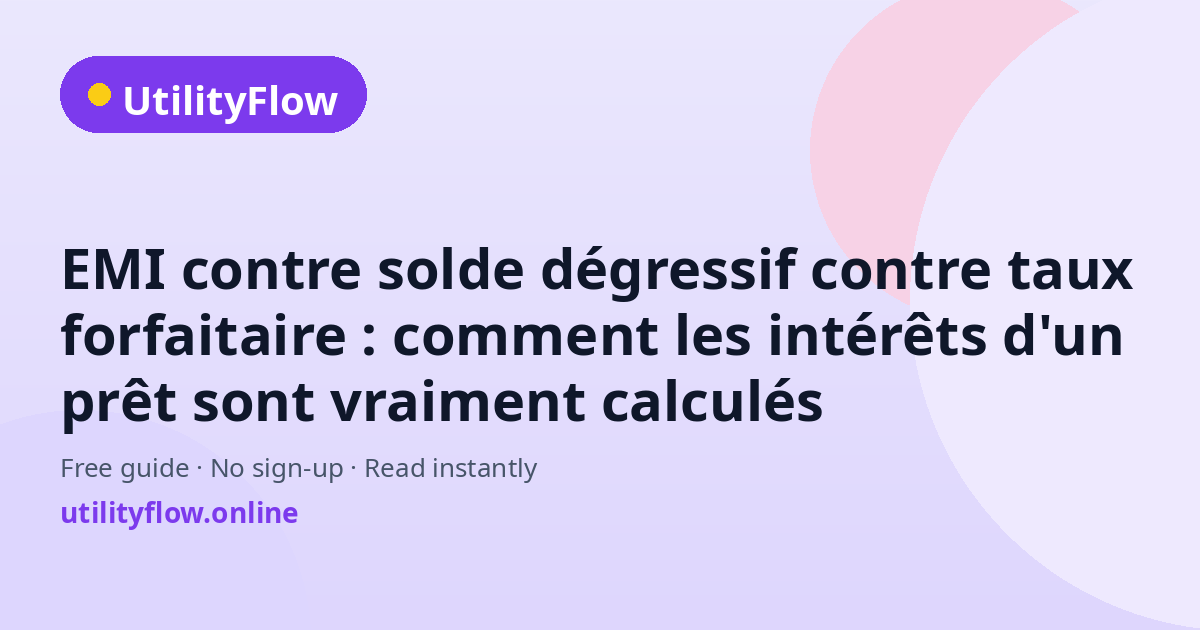 UtilityFlow
EMI contre solde dégressif contre taux
forfaitaire : comment les intérêts d'un
prêt sont vraiment calculés
Free guide · No sign-up · Read instantly
utilityflow.online